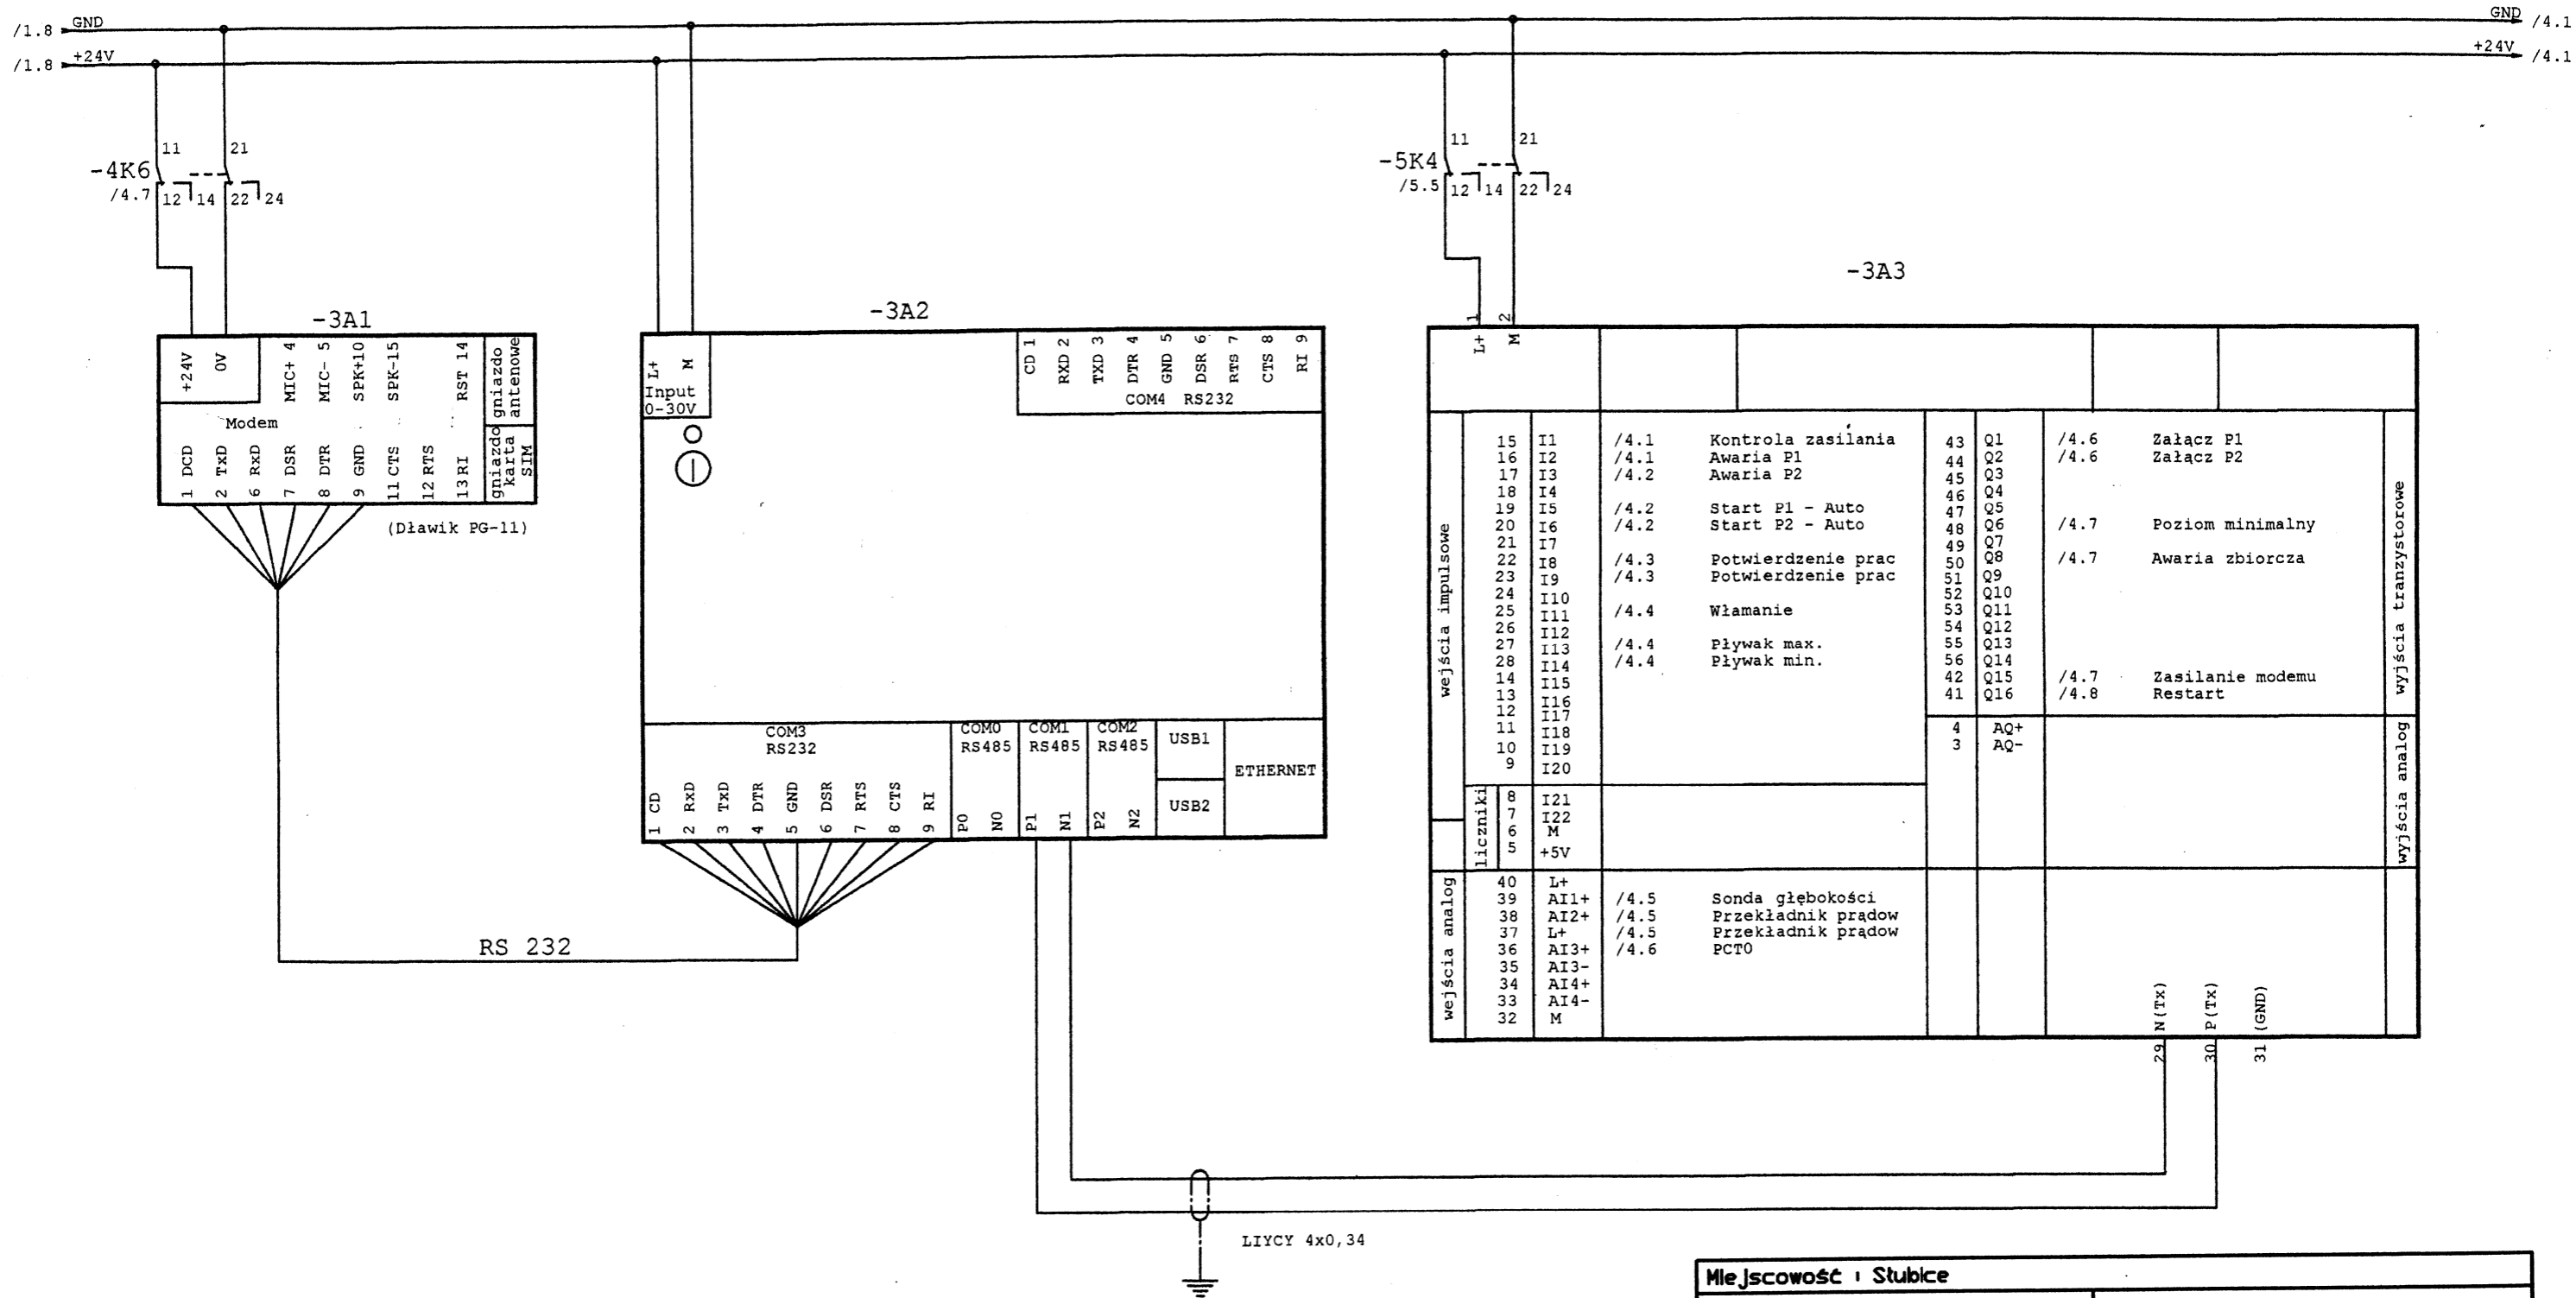 /1.8 GND GND /4.1
/1.8 +24V +24V /4.1
11 21
-4K6
/4.7 12 14 22 24
11 21
-5K4
/5.5 12 14 22 24
-3A1
+24V
0V
MIC+ 4
MIC- 5
SPK+10
SPK-15
RST 14
gniazdo antenowe
Modem
1 DCD
2 TxD
6 RxD
7 DSR
8 DTR
9 GND
11 CTS
12 RTS
13 RI
gniazdo karta SIM
(Dławik PG-11)
-3A2
L+
M
Input
0-30V
CD 1
RXD 2
TXD 3
DTR 4
GND 5
DSR 6
RTS 7
CTS 8
RI 9
COM4 RS232
COM3
RS232
1 CD
2 RxD
3 TxD
4 DTR
5 GND
6 DSR
7 RTS
8 CTS
9 RI
COM0
RS485
P0
N0
COM1
RS485
P1
N1
COM2
RS485
P2
N2
USB1
USB2
ETHERNET
RS 232
-3A3
1
2
L+
M
wejścia impulsowe
15 I1 /4.1 Kontrola zasilania
16 I2 /4.1 Awaria P1
17 I3 /4.2 Awaria P2
18 I4
19 I5 /4.2 Start P1 - Auto
20 I6 /4.2 Start P2 - Auto
21 I7
22 I8 /4.3 Potwierdzenie prac
23 I9 /4.3 Potwierdzenie prac
24 I10
25 I11 /4.4 Włamanie
26 I12
27 I13 /4.4 Pływak max.
28 I14 /4.4 Pływak min.
14 I15
13 I16
12 I17
11 I18
10 I19
9 I20
liczniki
8 I21
7 I22
6 M
5 +5V
wejścia analog
40 L+
39 AI1+ /4.5 Sonda głębokości
38 AI2+ /4.5 Przekładnik prądow
37 L+ /4.5 Przekładnik prądow
36 AI3+ /4.6 PCTO
35 AI3-
34 AI4+
33 AI4-
32 M
43 Q1 /4.6 Załącz P1
44 Q2 /4.6 Załącz P2
45 Q3
46 Q4
47 Q5
48 Q6 /4.7 Poziom minimalny
49 Q7
50 Q8 /4.7 Awaria zbiorcza
51 Q9
52 Q10
53 Q11
54 Q12
55 Q13
56 Q14
42 Q15 /4.7 Zasilanie modemu
41 Q16 /4.8 Restart
wyjścia tranzystorowe
4 AQ+
3 AQ-
wyjścia analog
29 N(Tx)
30 P(Tx)
31 (GND)
LIYCY 4x0,34
Miejscowość : Stubice